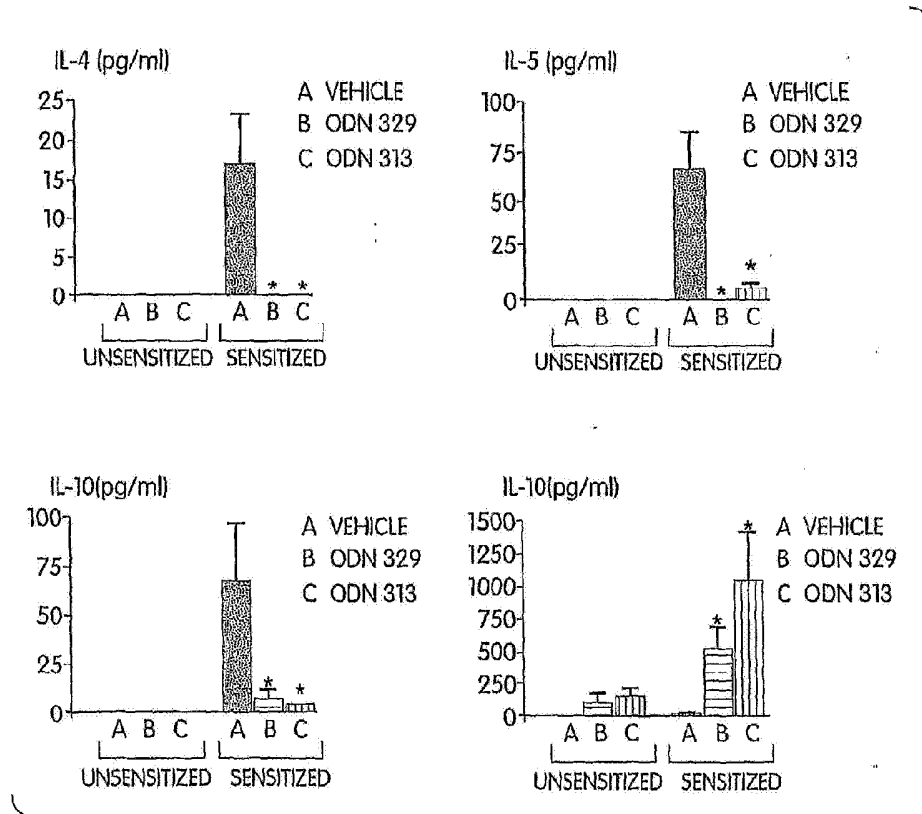 IL-4 (pg/ml)
25
20
15
10
5
0
A VEHICLE
B ODN 329
C ODN 313
* *
A B C A B C
UNSENSITIZED SENSITIZED
IL-5 (pg/ml)
100
75
50
25
0
A VEHICLE
B ODN 329
C ODN 313
* *
A B C A B C
UNSENSITIZED SENSITIZED
IL-10(pg/ml)
100
75
50
25
0
A VEHICLE
B ODN 329
C ODN 313
* *
A B C A B C
UNSENSITIZED SENSITIZED
IL-10(pg/ml)
1500
1250
1000
750
500
250
0
A VEHICLE
B ODN 329
C ODN 313
* *
A B C A B C
UNSENSITIZED SENSITIZED